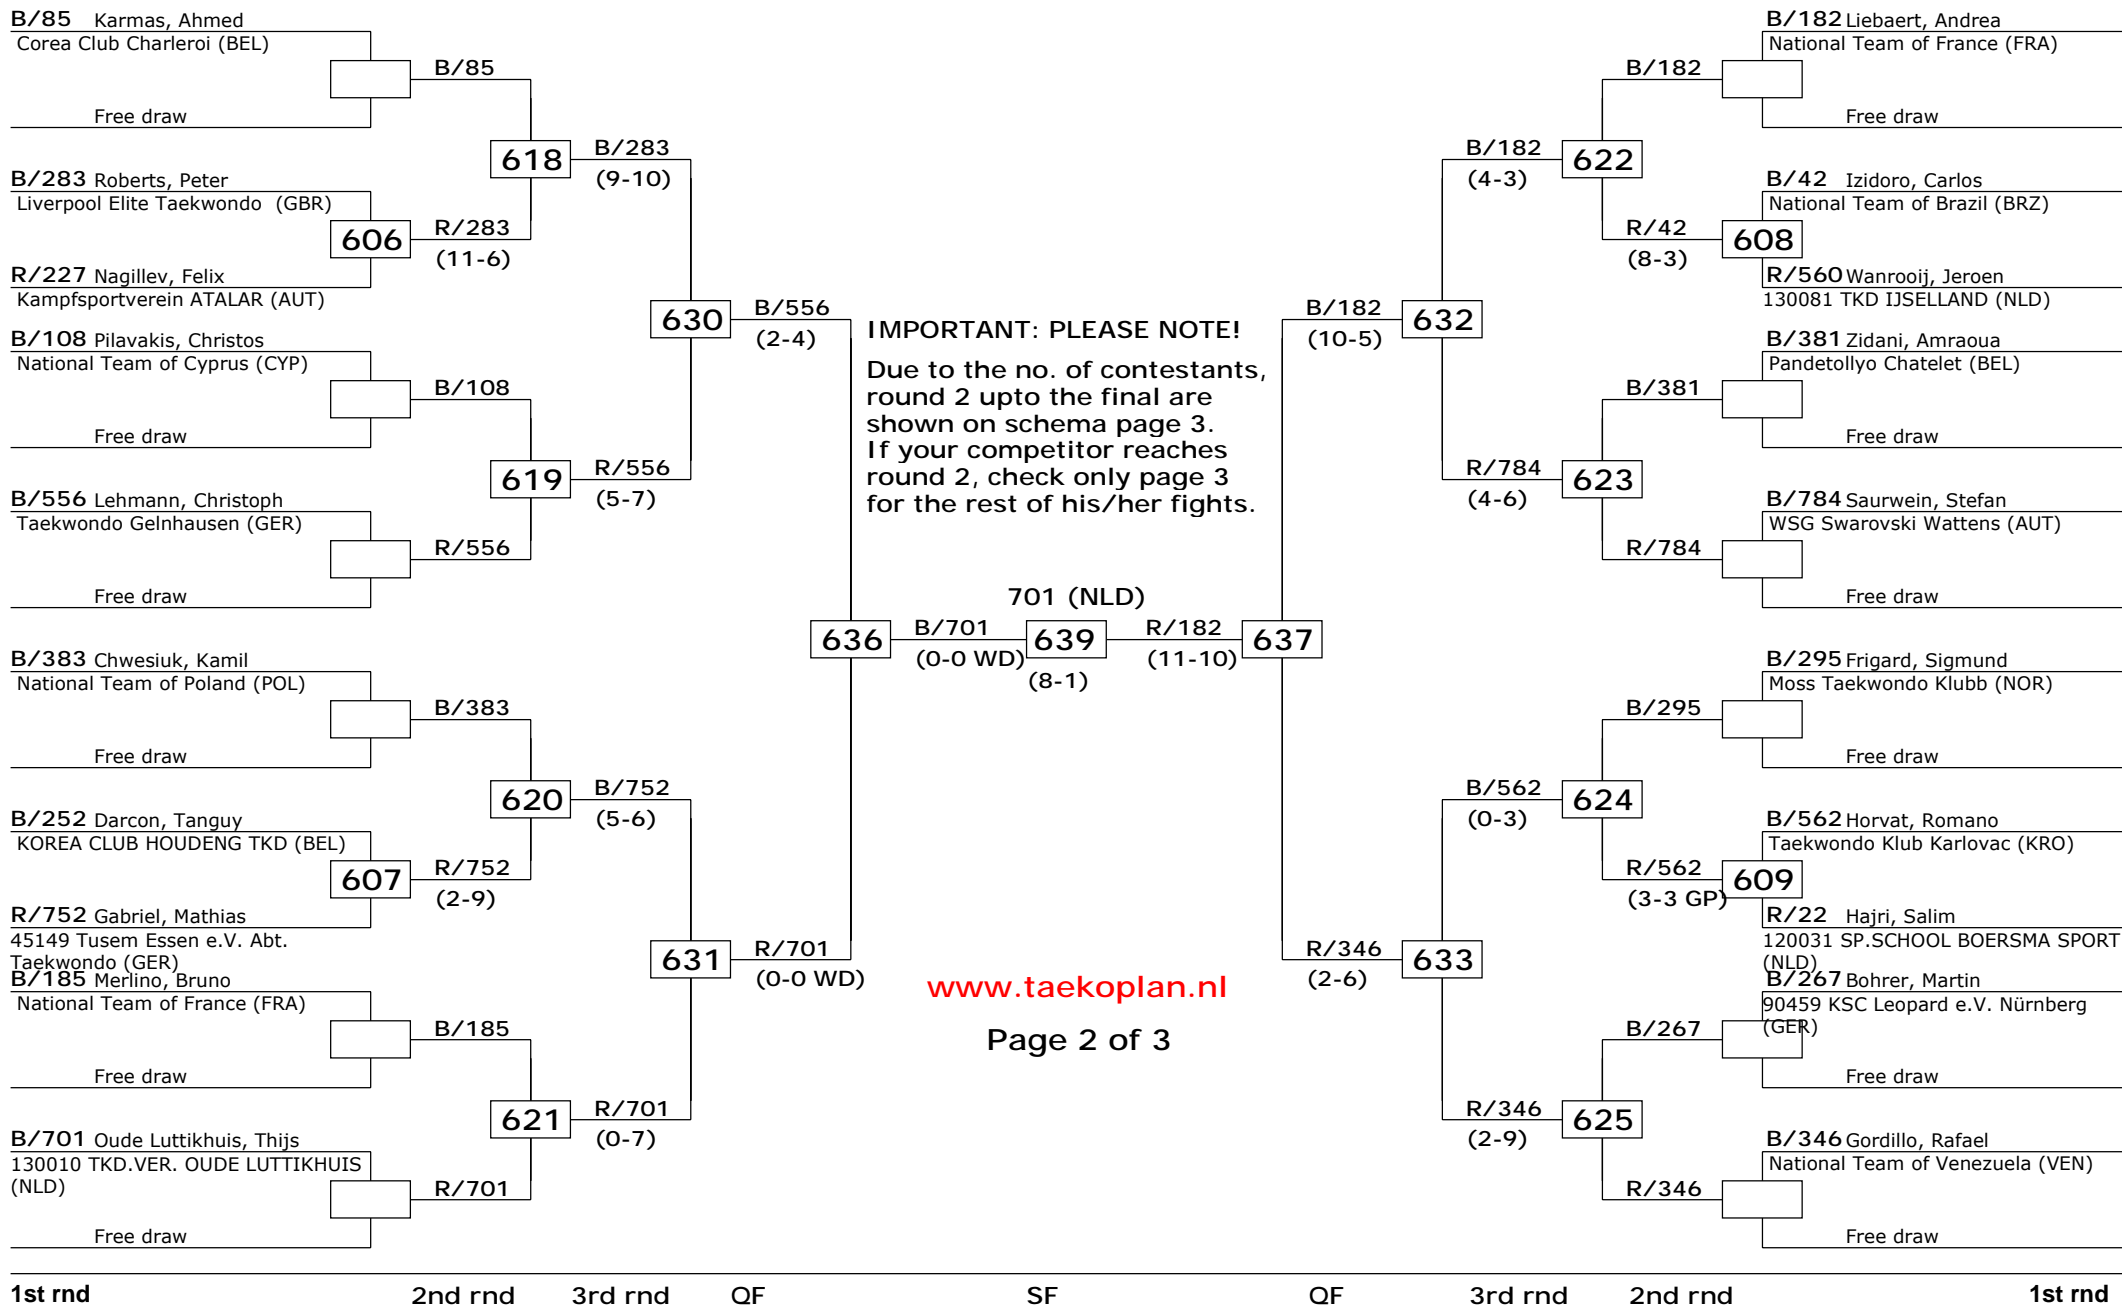 B/85 Karmas, Ahmed
Corea Club Charleroi (BEL)
B/85
Free draw
618
B/283
(9-10)
B/283 Roberts, Peter
Liverpool Elite Taekwondo (GBR)
606
R/283
(11-6)
R/227 Nagillev, Felix
Kampfsportverein ATALAR (AUT)
630
B/556
(2-4)
B/108 Pilavakis, Christos
National Team of Cyprus (CYP)
B/108
Free draw
619
R/556
(5-7)
B/556 Lehmann, Christoph
Taekwondo Gelnhausen (GER)
R/556
Free draw
636
B/701
(0-0 WD)
B/383 Chwesiuk, Kamil
National Team of Poland (POL)
B/383
Free draw
620
B/752
(5-6)
B/252 Darcon, Tanguy
KOREA CLUB HOUDENG TKD (BEL)
607
R/752
(2-9)
R/752 Gabriel, Mathias
45149 Tusem Essen e.V. Abt.
Taekwondo (GER)
631
R/701
(0-0 WD)
B/185 Merlino, Bruno
National Team of France (FRA)
B/185
Free draw
621
R/701
(0-7)
B/701 Oude Luttikhuis, Thijs
130010 TKD.VER. OUDE LUTTIKHUIS
(NLD)
R/701
Free draw
IMPORTANT: PLEASE NOTE!
Due to the no. of contestants,
round 2 upto the final are
shown on schema page 3.
If your competitor reaches
round 2, check only page 3
for the rest of his/her fights.
701 (NLD)
639
(8-1)
www.taekoplan.nl
Page 2 of 3
B/182 Liebaert, Andrea
National Team of France (FRA)
B/182
Free draw
B/182
(4-3)
622
B/42 Izidoro, Carlos
National Team of Brazil (BRZ)
R/42
(8-3)
608
R/560 Wanrooij, Jeroen
130081 TKD IJSELLAND (NLD)
B/182
(10-5)
632
B/381 Zidani, Amraoua
Pandetollyo Chatelet (BEL)
B/381
Free draw
R/784
(4-6)
623
B/784 Saurwein, Stefan
WSG Swarovski Wattens (AUT)
R/784
Free draw
R/182
(11-10)
637
B/295 Frigard, Sigmund
Moss Taekwondo Klubb (NOR)
B/295
Free draw
B/562
(0-3)
624
B/562 Horvat, Romano
Taekwondo Klub Karlovac (KRO)
R/562
(3-3 GP)
609
R/22 Hajri, Salim
120031 SP.SCHOOL BOERSMA SPORT
(NLD)
R/346
(2-6)
633
B/267 Bohrer, Martin
90459 KSC Leopard e.V. Nürnberg
(GER)
B/267
Free draw
R/346
(2-9)
625
B/346 Gordillo, Rafael
National Team of Venezuela (VEN)
R/346
Free draw
1st rnd 2nd rnd 3rd rnd QF SF QF 3rd rnd 2nd rnd 1st rnd